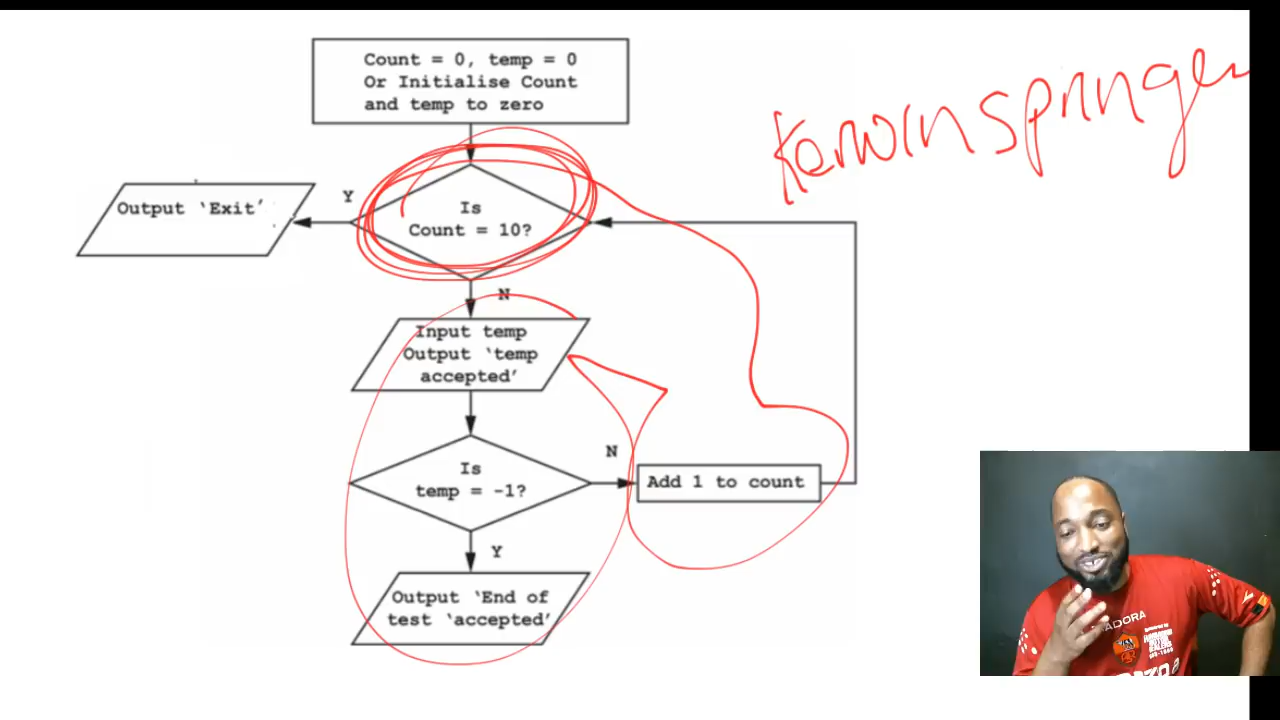 Count = 0, temp = 0
Or Initialise Count
and temp to zero
Kerwinspringer
Y
Output ‘Exit’
Is
Count = 10?
N
Input temp
Output ‘temp
accepted’
Is
temp = -1?
N
Add 1 to count
Y
Output ‘End of
test ‘accepted’
DIADORA